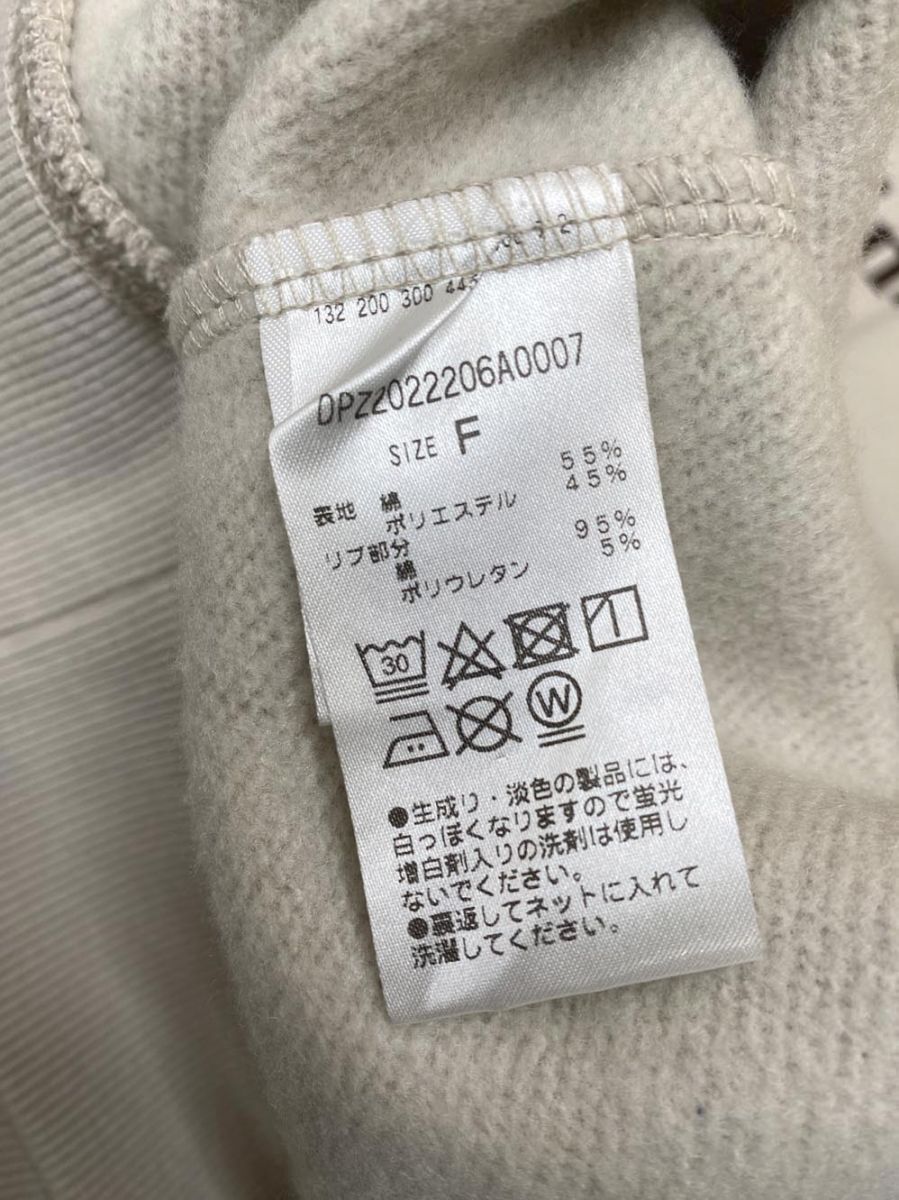 132 200 300 44
DPZ2022206A0007
SIZE F
表地 綿 55%
ポリエステル 45%
リブ部分
綿 95%
ポリウレタン 5%
30
W
●生成り・淡色の製品には、
白っぽくなりますので蛍光
増白剤入りの洗剤は使用し
ないでください。
●裏返してネットに入れて
洗濯してください。